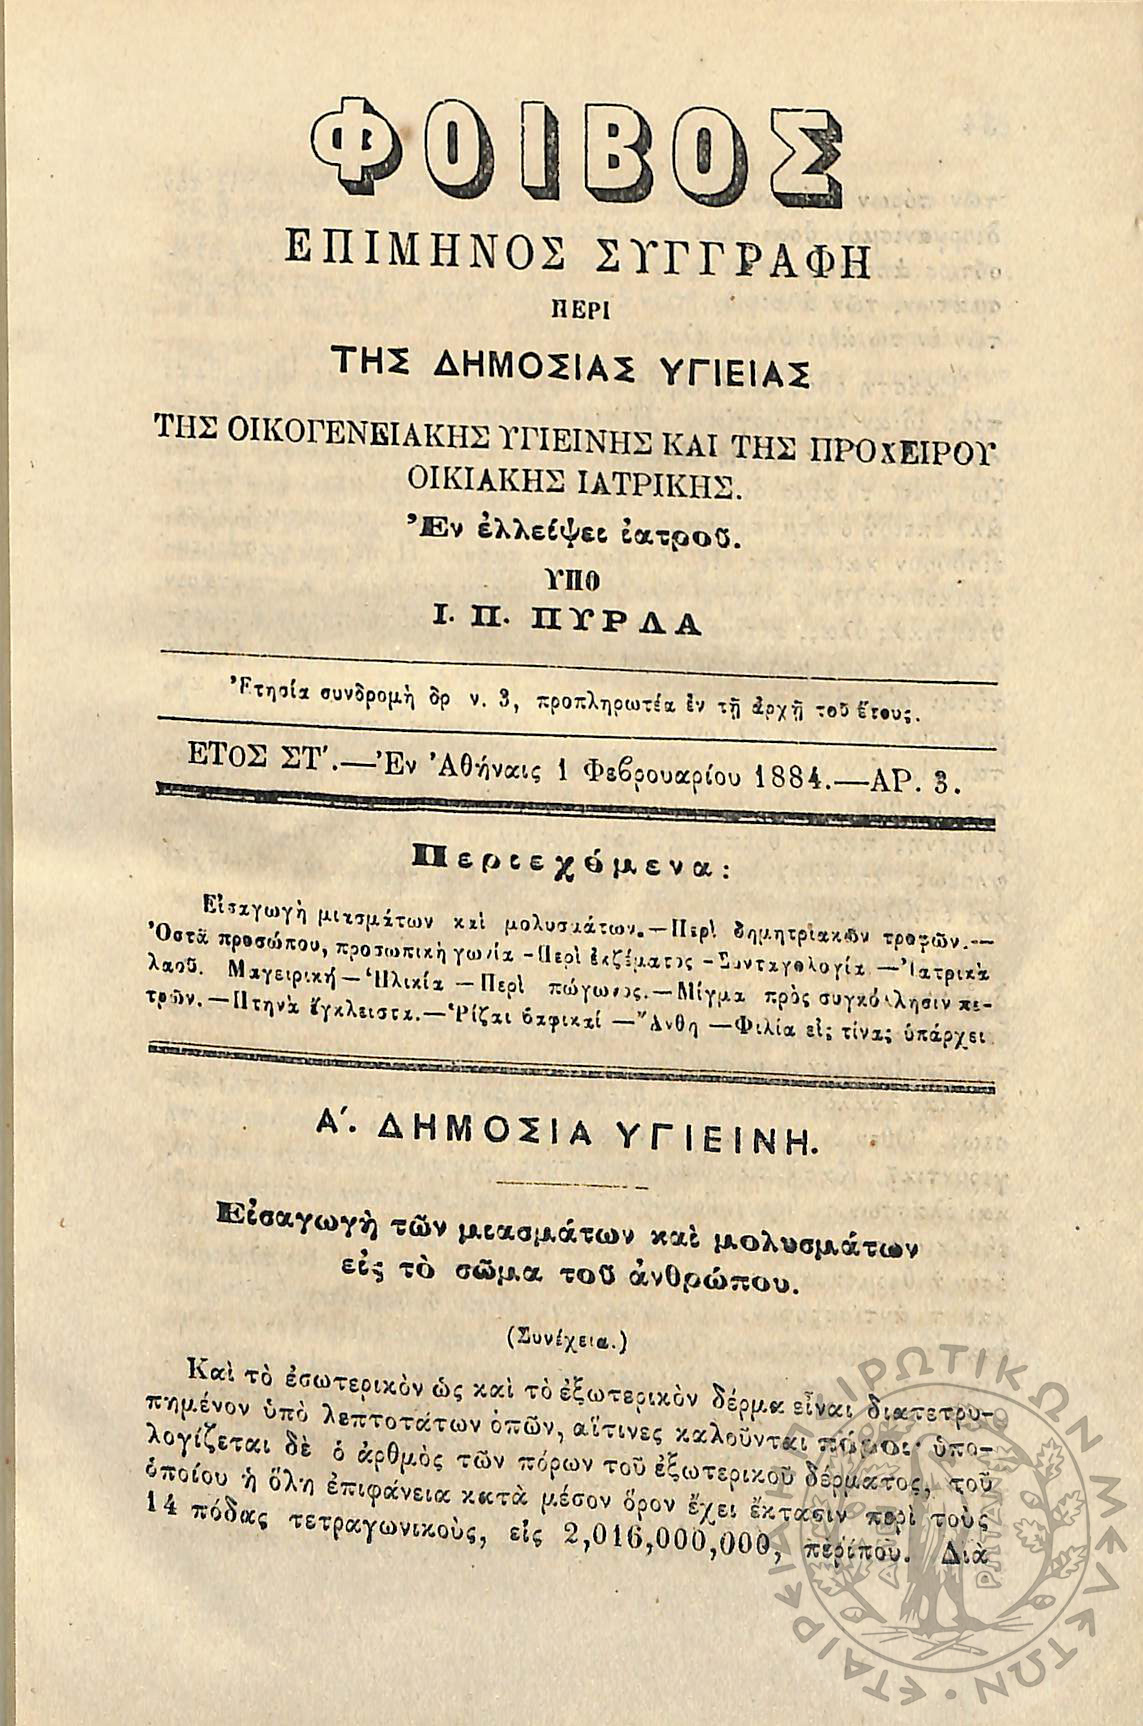 ΦΟΙΒΟΣ
ΕΠΙΜΗΝΟΣ ΣΥΓΓΡΑΦΗ
ΠΕΡΙ
ΤΗΣ ΔΗΜΟΣΙΑΣ ΥΓΙΕΙΑΣ
ΤΗΣ ΟΙΚΟΓΕΝΕΙΑΚΗΣ ΥΓΙΕΙΝΗΣ ΚΑΙ ΤΗΣ ΠΡΟΧΕΙΡΟΥ
ΟΙΚΙΑΚΗΣ ΙΑΤΡΙΚΗΣ.
Ἐν ἐλλείψει ἰατροῦ.
ΥΠΟ
Ι. Π. ΠΥΡΛΑ
Ἐτησία συνδρομὴ δρ ν. 3, προπληρωτέα ἐν τῇ ἀρχῇ τοῦ ἔτους.
ΕΤΟΣ ΣΤ΄.—Ἐν Ἀθήναις 1 Φεβρουαρίου 1884.—ΑΡ. 3.
Περιεχόμενα:
Εἰσαγωγὴ μιασμάτων καὶ μολυσμάτων.—Περὶ δημητριακῶν τροφῶν.—
Ὀστᾶ προσώπου, προσωπικὴ γωνία -Περὶ ἐκζέματος -Συνταγολογία —Ἰατρικὰ
λαοῦ. Μαγειρική—Ἡλικία —Περὶ πώγωνος.—Μίγμα πρὸς συγκόλλησιν πε-
τρῶν.—Πτηνὰ ἔγκλειστα.—Ῥίζαι βαφικαί —Ἄνθη —Φιλία εἰς τίνας ὑπάρχει
Α΄. ΔΗΜΟΣΙΑ ΥΓΙΕΙΝΗ.
Εἰσαγωγὴ τῶν μιασμάτων καὶ μολυσμάτων
εἰς τὸ σῶμα τοῦ ἀνθρώπου.
(Συνέχεια.)
Καὶ τὸ ἐσωτερικὸν ὡς καὶ τὸ ἐξωτερικὸν δέρμα εἶναι διατετρυ-
πημένον ὑπὸ λεπτοτάτων ὀπῶν, αἵτινες καλοῦνται πόροι· ὑπο-
λογίζεται δὲ ὁ ἀριθμὸς τῶν πόρων τοῦ ἐξωτερικοῦ δέρματος, τοῦ
ὁποίου ἡ ὅλη ἐπιφάνεια κατὰ μέσον ὅρον ἔχει ἔκτασιν περὶ τοὺς
14 πόδας τετραγωνικοὺς, εἰς 2,016,000,000, περίπου. Διὰ
ΕΤΑΙΡΕΙΑ ΗΠΕΙΡΩΤΙΚΩΝ ΜΕΛΕΤΩΝ